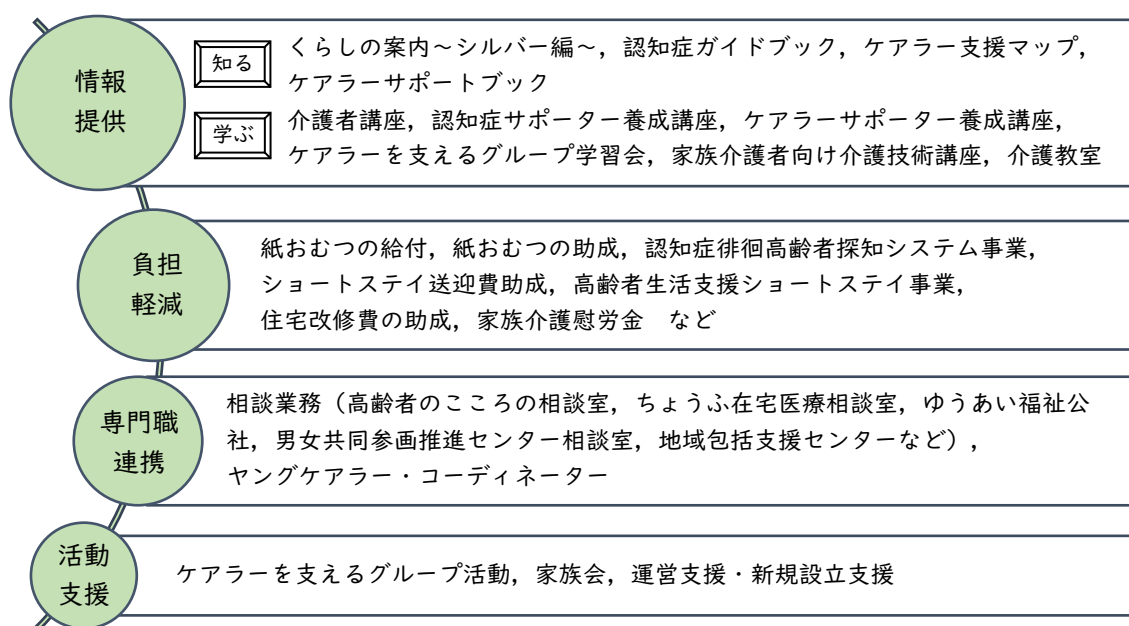 情報
提供
知る
くらしの案内~シルバー編~,認知症ガイドブック,ケアラー支援マップ,
ケアラーサポートブック
学ぶ
介護者講座,認知症サポーター養成講座,ケアラーサポーター養成講座,
ケアラーを支えるグループ学習会,家族介護者向け介護技術講座,介護教室
負担
軽減
紙おむつの給付,紙おむつの助成,認知症徘徊高齢者探知システム事業,
ショートステイ送迎費助成,高齢者生活支援ショートステイ事業,
住宅改修費の助成,家族介護慰労金 など
専門職
連携
相談業務(高齢者のこころの相談室,ちょうふ在宅医療相談室,ゆうあい福祉公
社,男女共同参画推進センター相談室,地域包括支援センターなど),
ヤングケアラー・コーディネーター
活動
支援
ケアラーを支えるグループ活動,家族会,運営支援・新規設立支援